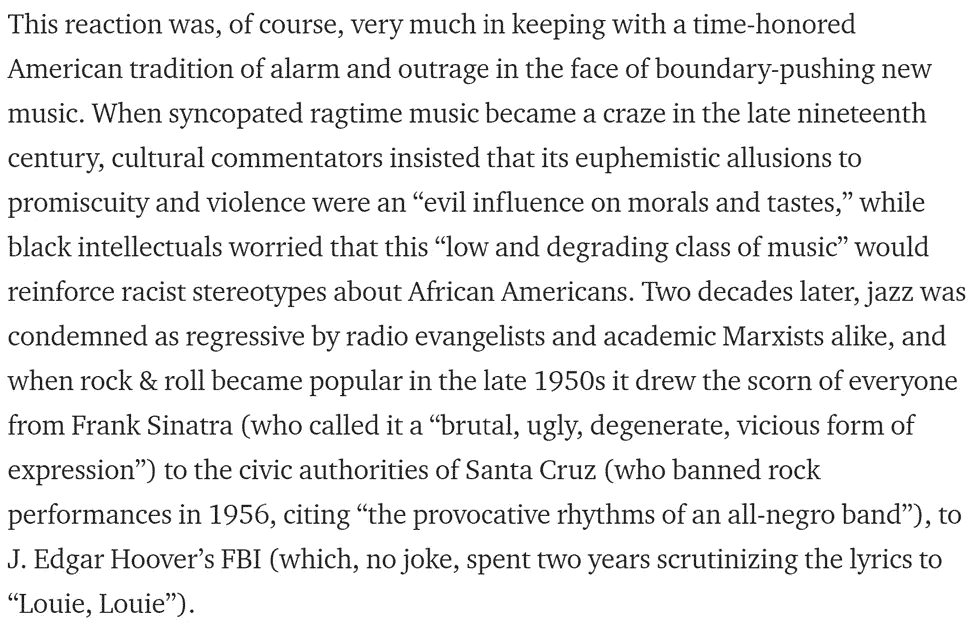 This reaction was, of course, very much in keeping with a time-honored
American tradition of alarm and outrage in the face of boundary-pushing new
music. When syncopated ragtime music became a craze in the late nineteenth
century, cultural commentators insisted that its euphemistic allusions to
promiscuity and violence were an “evil influence on morals and tastes,” while
black intellectuals worried that this “low and degrading class of music” would
reinforce racist stereotypes about African Americans. Two decades later, jazz was
condemned as regressive by radio evangelists and academic Marxists alike, and
when rock & roll became popular in the late 1950s it drew the scorn of everyone
from Frank Sinatra (who called it a “brutal, ugly, degenerate, vicious form of
expression”) to the civic authorities of Santa Cruz (who banned rock
performances in 1956, citing “the provocative rhythms of an all-negro band”), to
J. Edgar Hoover’s FBI (which, no joke, spent two years scrutinizing the lyrics to
“Louie, Louie”).